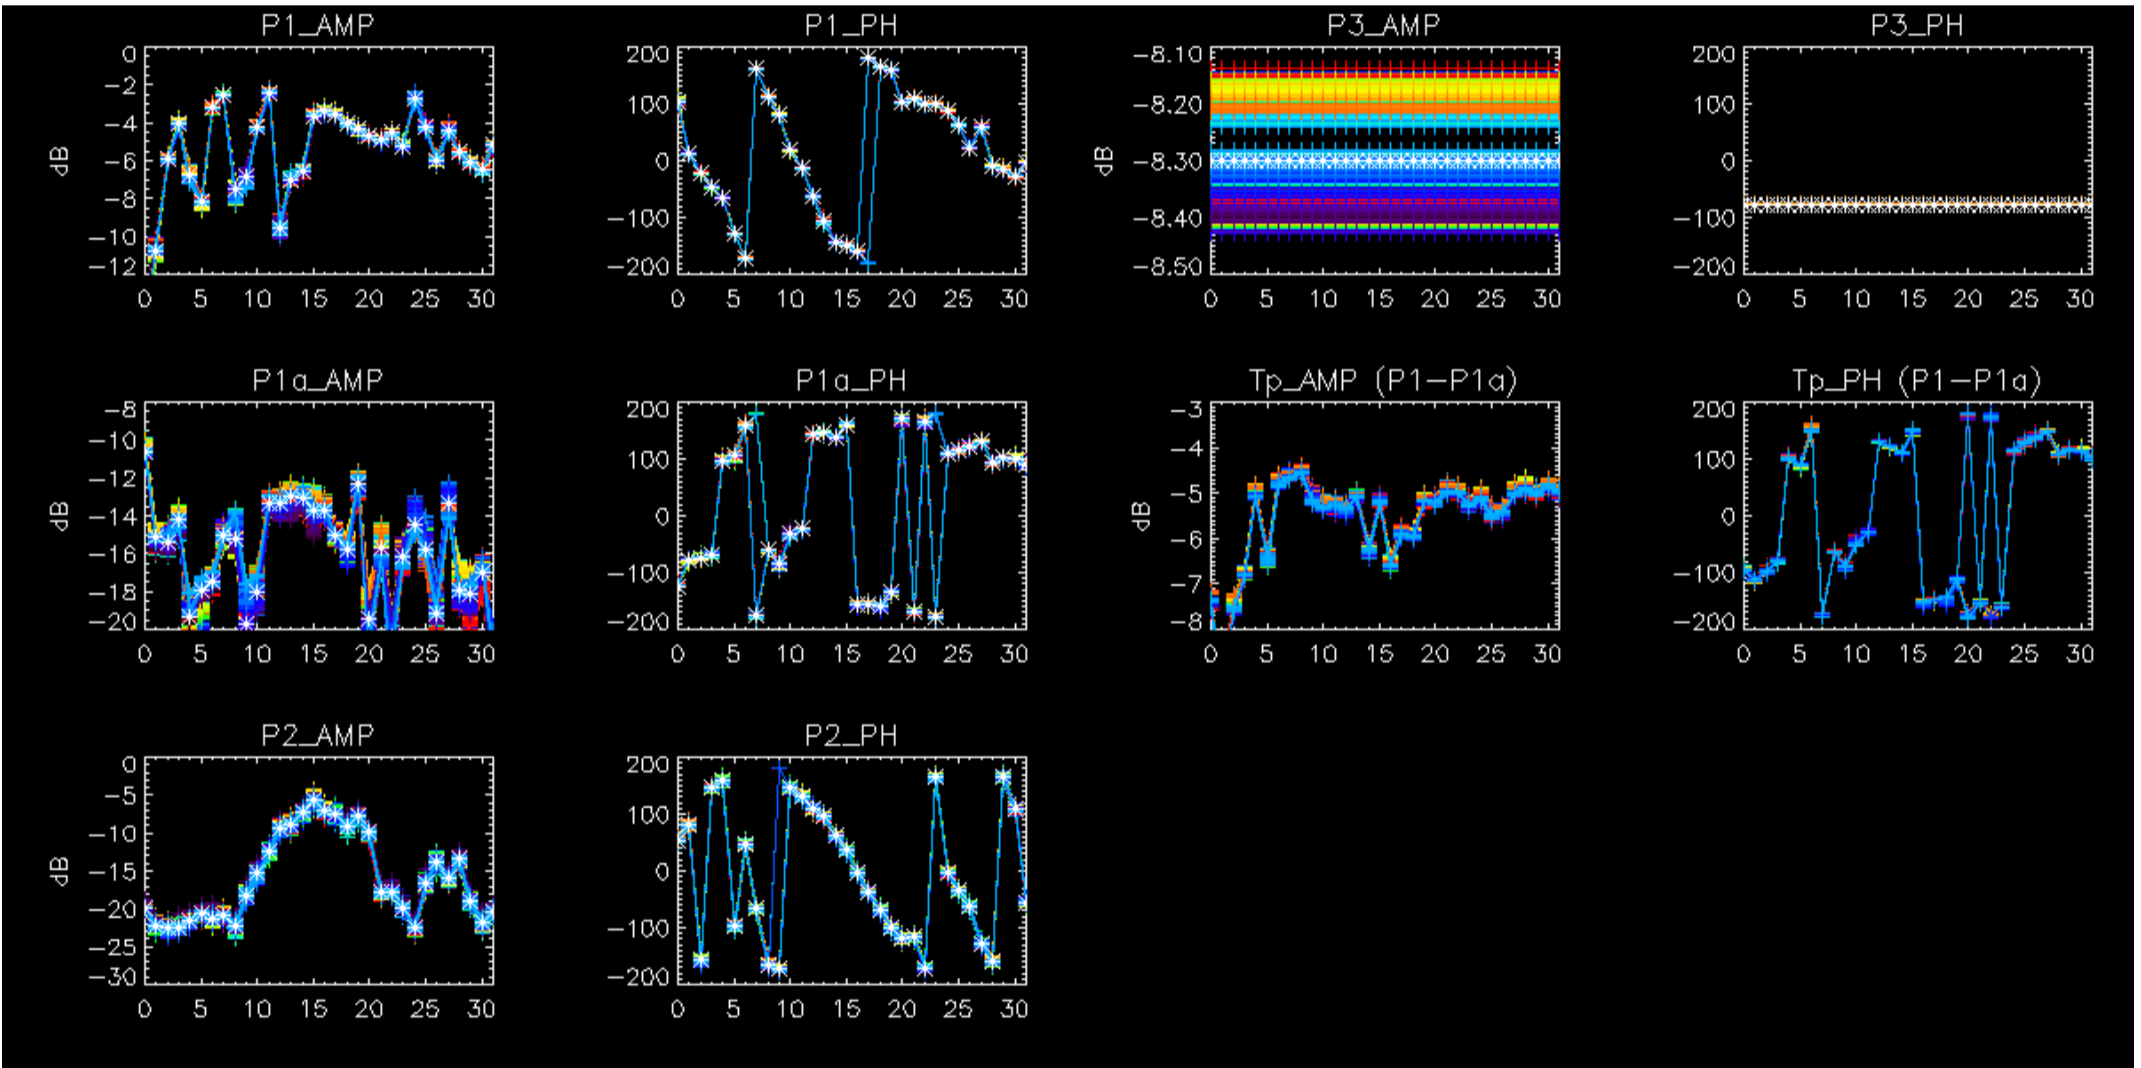 P1_AMP
0
-2
-4
-6
-8
-10
-12
dB
0 5 10 15 20 25 30
P1_PH
200
100
0
-100
-200
0 5 10 15 20 25 30
P3_AMP
-8.10
-8.20
-8.30
-8.40
-8.50
dB
0 5 10 15 20 25 30
P3_PH
200
100
0
-100
-200
0 5 10 15 20 25 30
P1a_AMP
-8
-10
-12
-14
-16
-18
-20
dB
0 5 10 15 20 25 30
P1a_PH
200
100
0
-100
-200
0 5 10 15 20 25 30
Tp_AMP (P1-P1a)
-3
-4
-5
-6
-7
-8
dB
0 5 10 15 20 25 30
Tp_PH (P1-P1a)
200
100
0
-100
-200
0 5 10 15 20 25 30
P2_AMP
0
-5
-10
-15
-20
-25
-30
dB
0 5 10 15 20 25 30
P2_PH
200
100
0
-100
-200
0 5 10 15 20 25 30